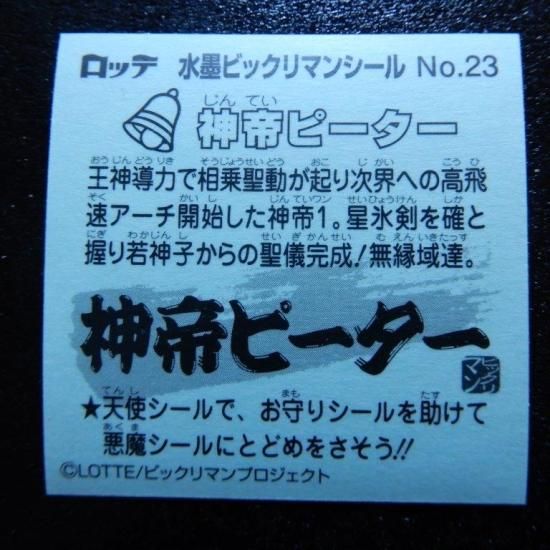 ロッテ 水墨ビックリマンシール No.23
じん てい
神帝ピーター
おうじんどうりき そうじょうせいどう おこ じ かい こう ひ
王神導力で相乗聖動が起り次界への高飛
そく かい し じん ていワン せいひょうけん しか
速アーチ開始した神帝1。星氷剣を確と
にぎ わかじん し せい ぎ かんせい む えんいきたっす
握り若神子からの聖儀完成!無縁域達。
神帝ピーター
てんし まも たす
★天使シールで、お守りシールを助けて
あくま
悪魔シールにとどめをさそう!!
©LOTTE/ビックリマンプロジェクト